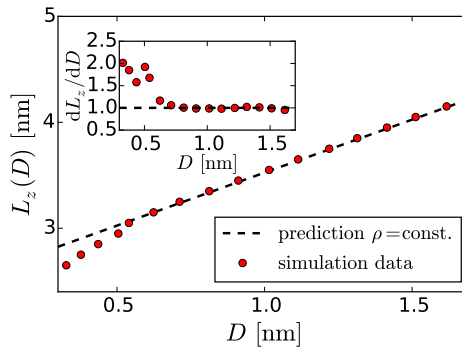 5
4
3
L_z(D) [nm]
0.5 1.0 1.5
D [nm]
2.5
2.0
1.5
1.0
0.5
dL_z/dD
0.5 1.0 1.5
D [nm]
prediction ρ=const.
simulation data